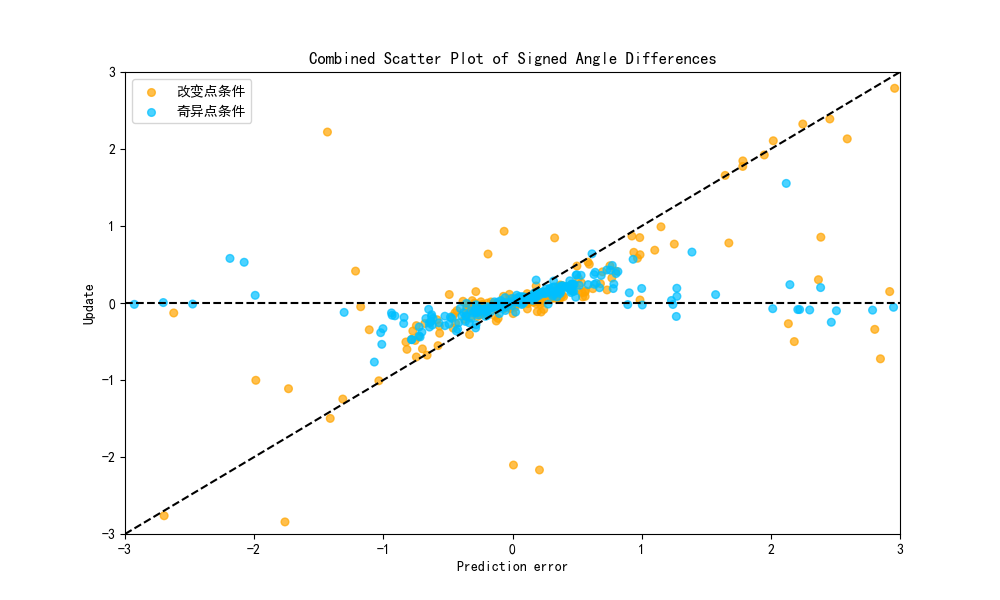 Combined Scatter Plot of Signed Angle Differences
改变点条件
奇异点条件
3
2
1
0
−1
−2
−3
Update
−3 −2 −1 0 1 2 3
Prediction error